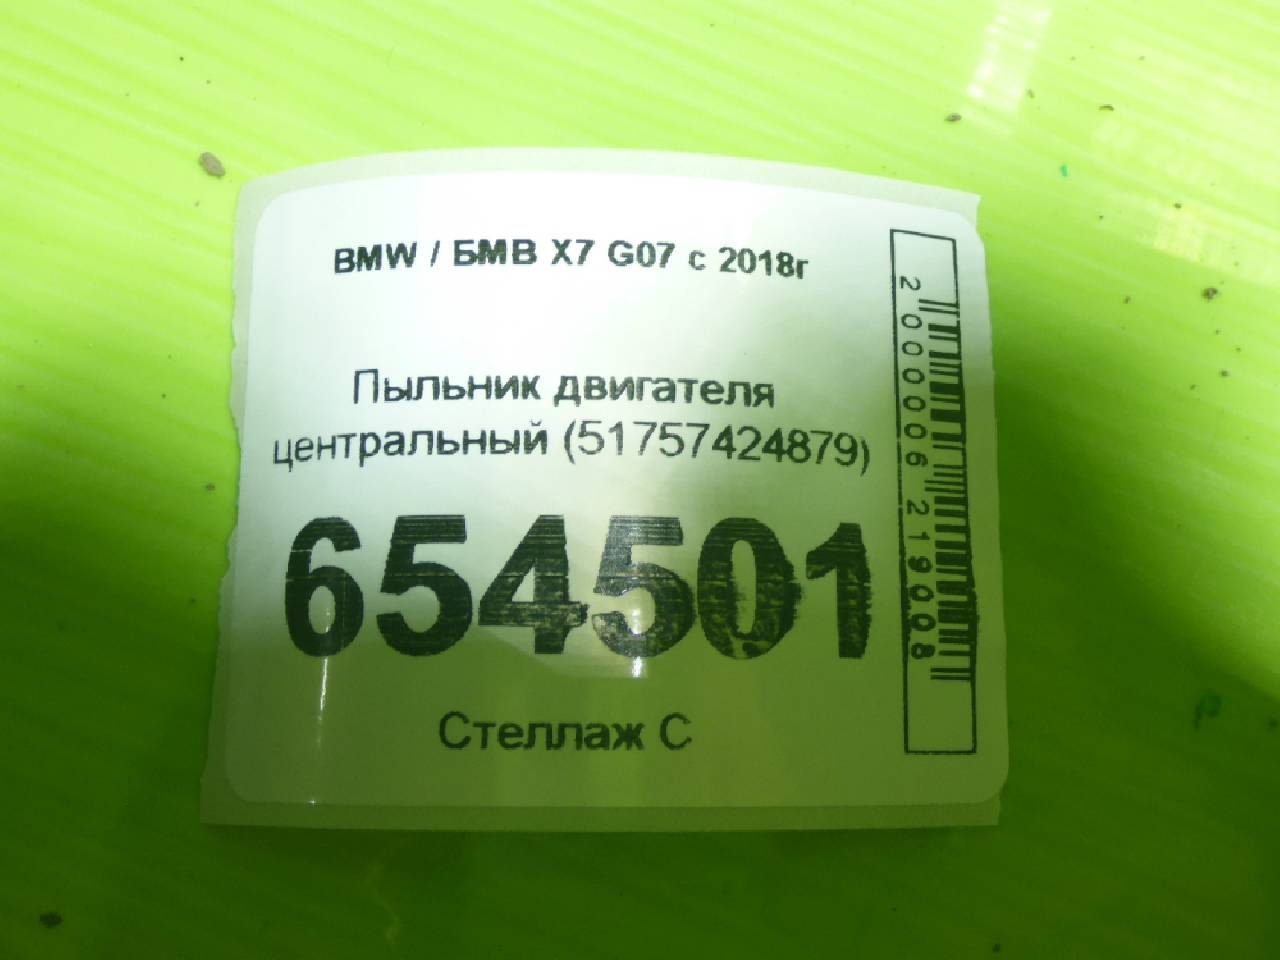 BMW / БМВ X7 G07 с 2018г
Пыльник двигателя
центральный (51757424879)
654501
Стеллаж С
2000006219008